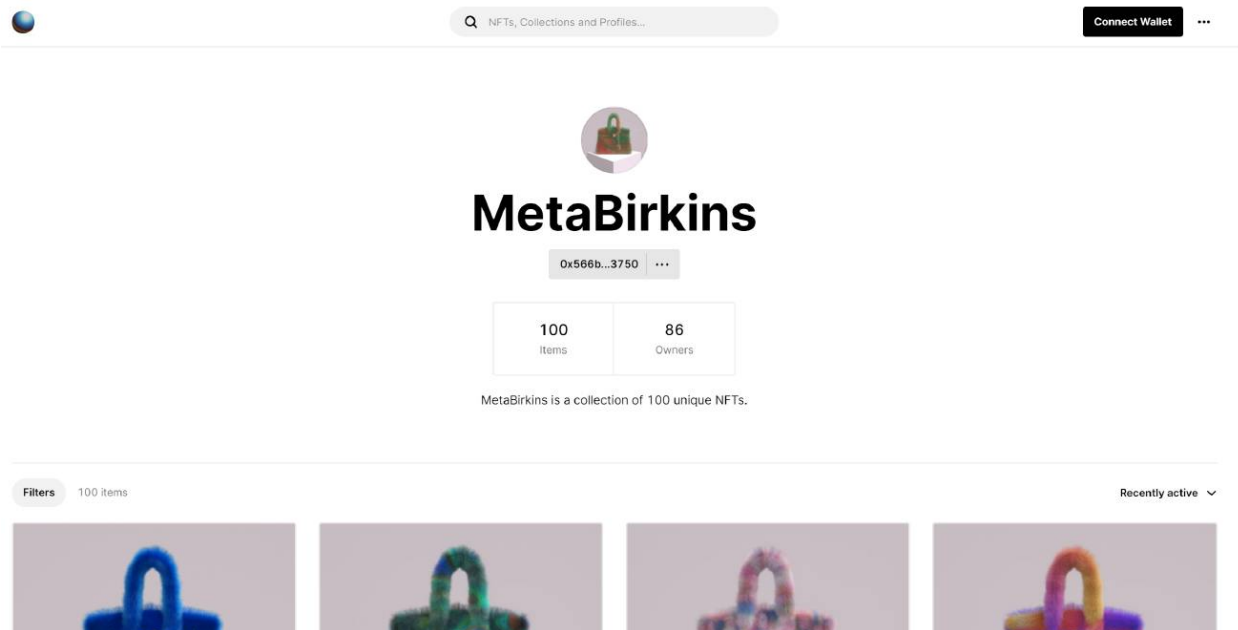 NFTs, Collections and Profiles...
Connect Wallet
MetaBirkins
0x566b...3750
100
Items
86
Owners
MetaBirkins is a collection of 100 unique NFTs.
Filters
100 items
Recently active